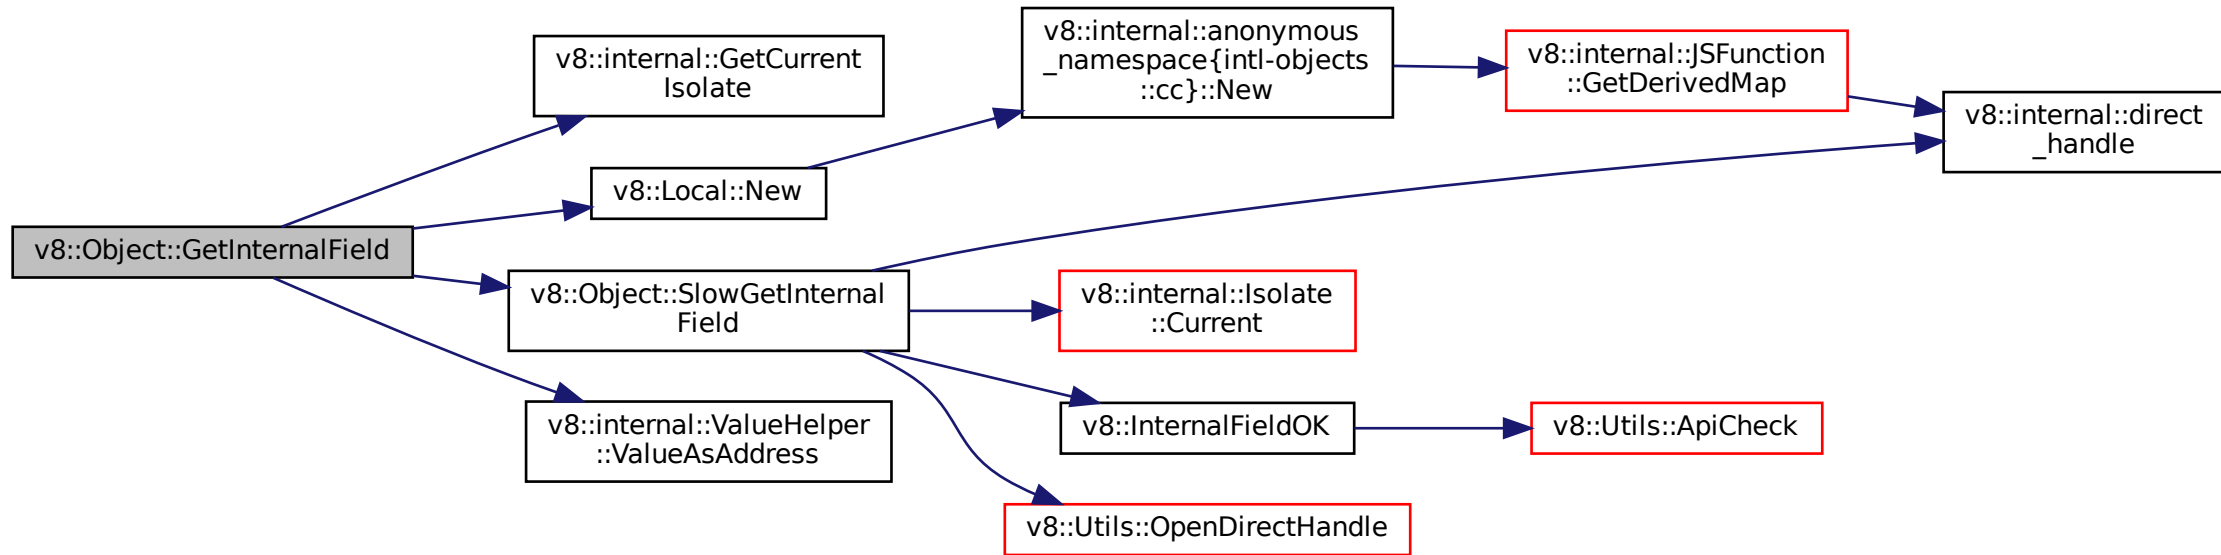 v8::Object::GetInternalField
v8::internal::GetCurrent
Isolate
v8::Local::New
v8::Object::SlowGetInternal
Field
v8::internal::ValueHelper
::ValueAsAddress
v8::internal::anonymous
_namespace{intl-objects
::cc}::New
v8::internal::Isolate
::Current
v8::InternalFieldOK
v8::Utils::OpenDirectHandle
v8::internal::JSFunction
::GetDerivedMap
v8::Utils::ApiCheck
v8::internal::direct
_handle